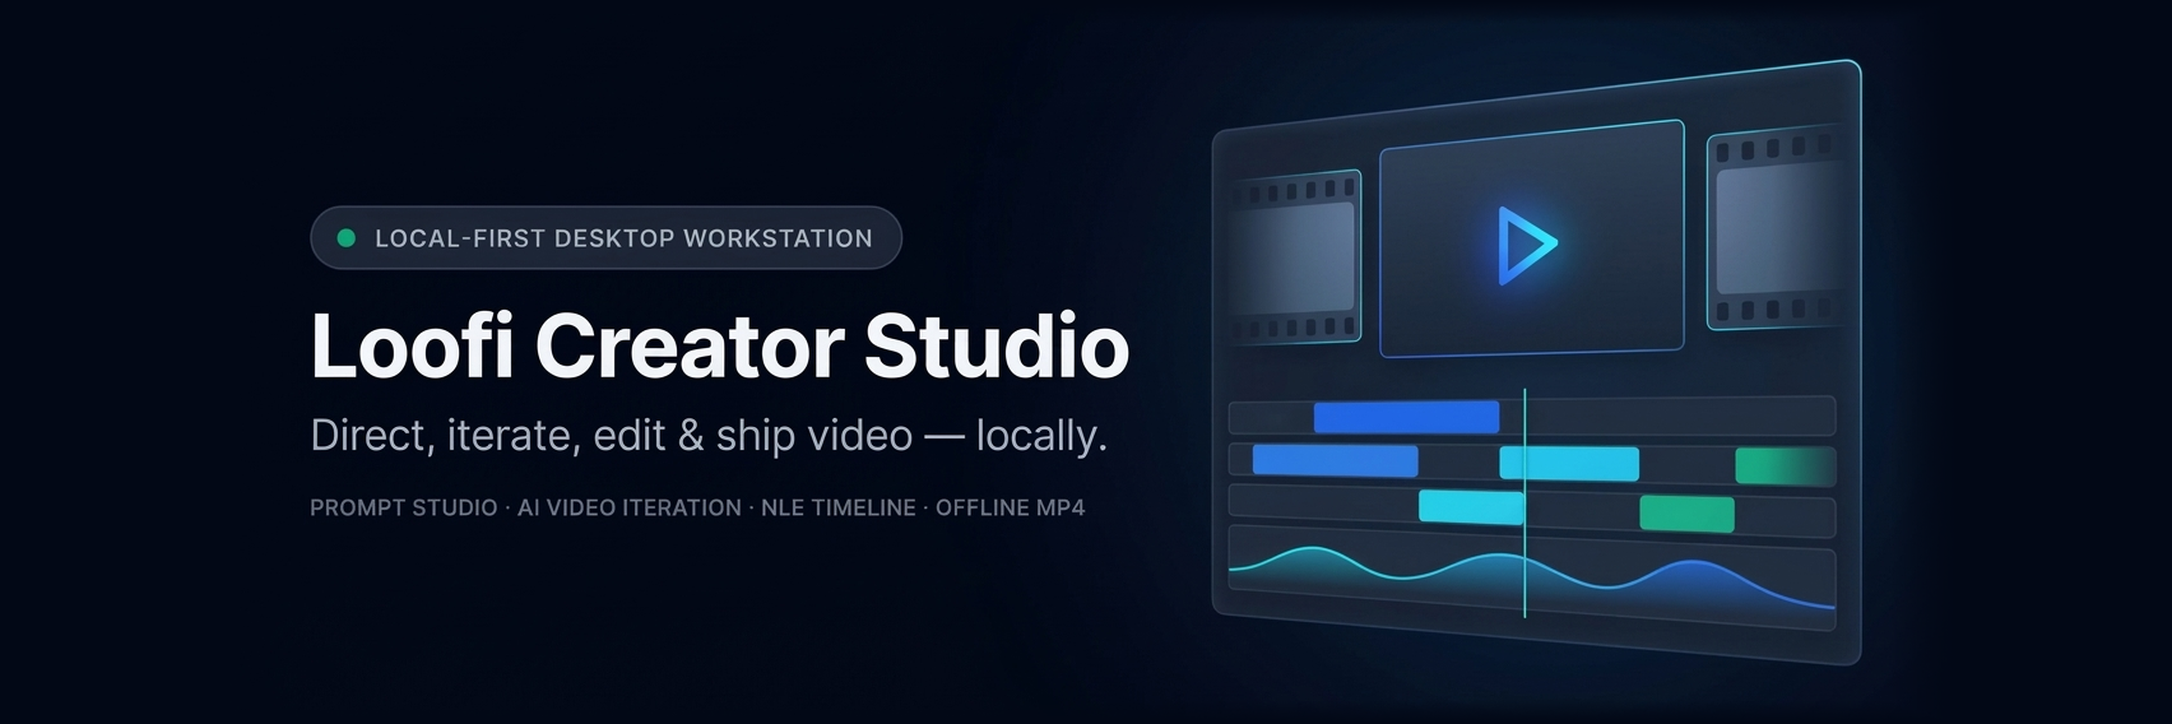 LOCAL-FIRST DESKTOP WORKSTATION
Loofi Creator Studio
Direct, iterate, edit & ship video — locally.
PROMPT STUDIO · AI VIDEO ITERATION · NLE TIMELINE · OFFLINE MP4